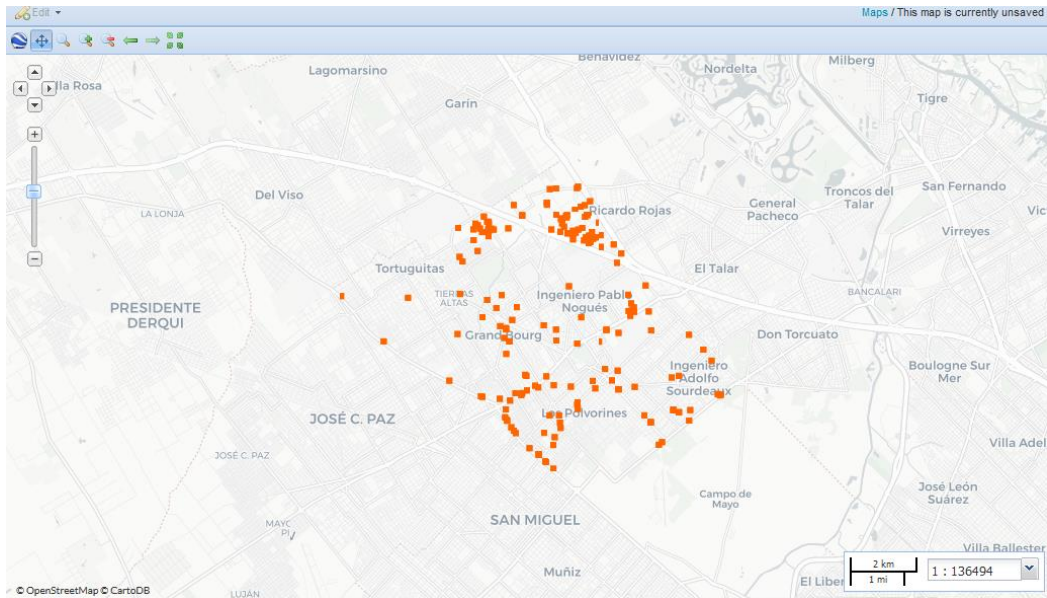 Edit
Maps / This map is currently unsaved
BENAVIDEZ
Nordelta
Milberg
Lagomarsino
Rosa
Garín
Tigre
Del Viso
LA LONJA
Ricardo Rojas
General
Pacheco
Troncos del
Talar
San Fernando
Vic
Virreyes
Tortuguitas
El Talar
TIERRAS
ALTAS
Ingeniero Pablo
Nogués
BANCALARI
PRESIDENTE
DERQUI
Grand Bourg
Don Torcuato
Ingeniero
Adolfo
Sourdeaux
Boulogne Sur
Mer
JOSÉ C. PAZ
Los Polvorines
Villa Adel
JOSÉ C. PAZ
José León
Suárez
Campo de
Mayo
SAN MIGUEL
Villa Ballester
Muñiz
El Liber
2 km
1 mi
1 : 136494
© OpenStreetMap © CartoDB
LUJÁN